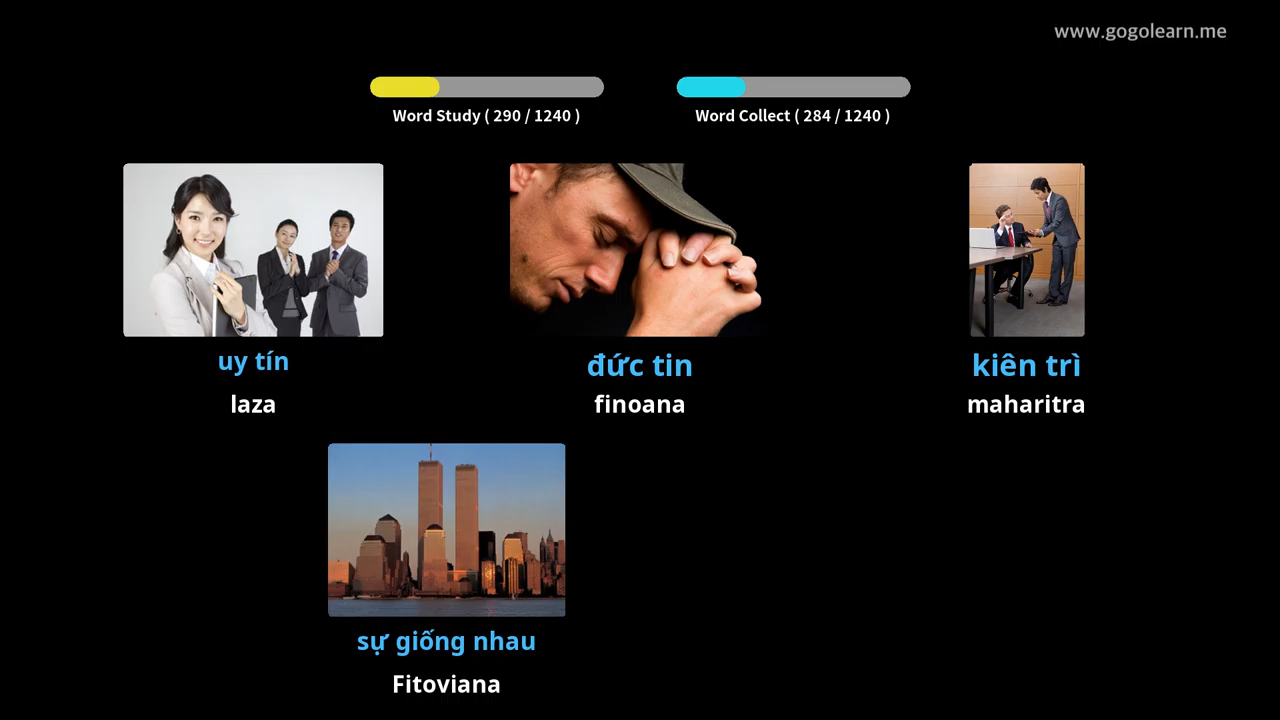 www.gogolearn.me
Word Study ( 290 / 1240 )
Word Collect ( 284 / 1240 )
uy tín
đức tin
kiên trì
laza
finoana
maharitra
sự giống nhau
Fitoviana